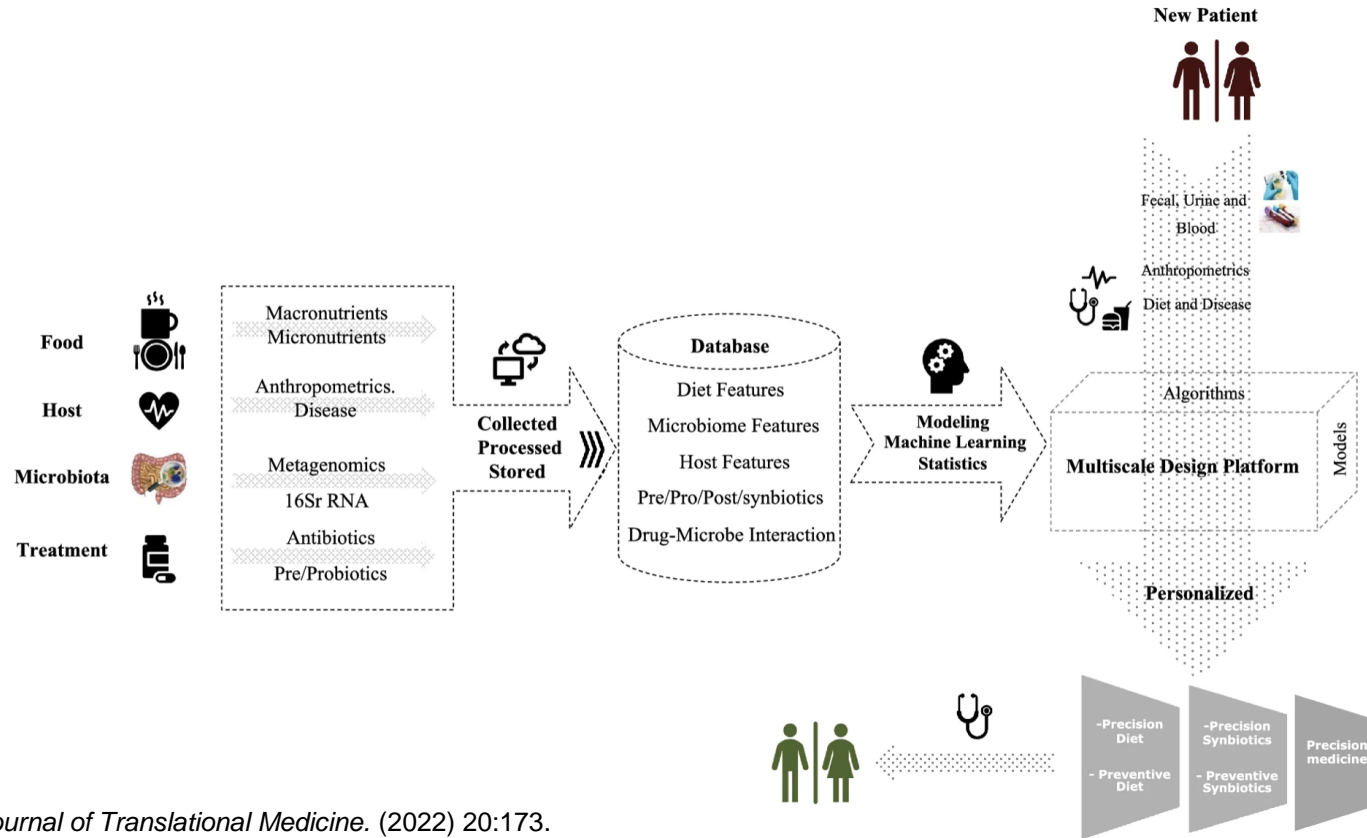 New Patient
Fecal, Urine and
Blood
Anthropometrics
Diet and Disease
Food
Host
Microbiota
Treatment
Macronutrients
Micronutrients
Anthropometrics.
Disease
Metagenomics
16Sr RNA
Antibiotics
Pre/Probiotics
Collected
Processed
Stored
Database
Diet Features
Microbiome Features
Host Features
Pre/Pro/Post/synbiotics
Drug-Microbe Interaction
Modeling
Machine Learning
Statistics
Algorithms
Multiscale Design Platform
Models
Personalized
-Precision
Diet
- Preventive
Diet
-Precision
Synbiotics
- Preventive
Synbiotics
Precision
medicine
ournal of Translational Medicine. (2022) 20:173.